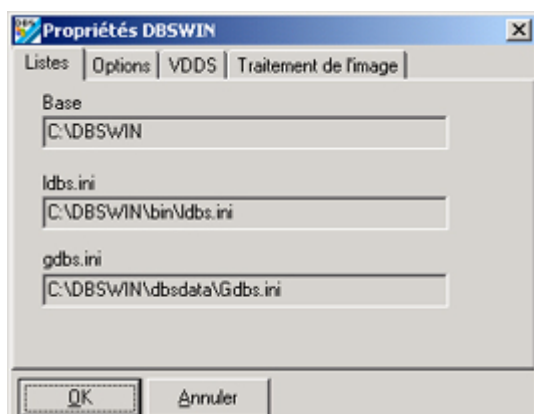 DBS
Propriétés DBSWIN
Listes Options VDDS Traitement de l'image
Base
C:\DBSWIN
ldbs.ini
C:\DBSWIN\bin\ldbs.ini
gdbs.ini
C:\DBSWIN\dbsdata\Gdbs.ini
OK Annuler